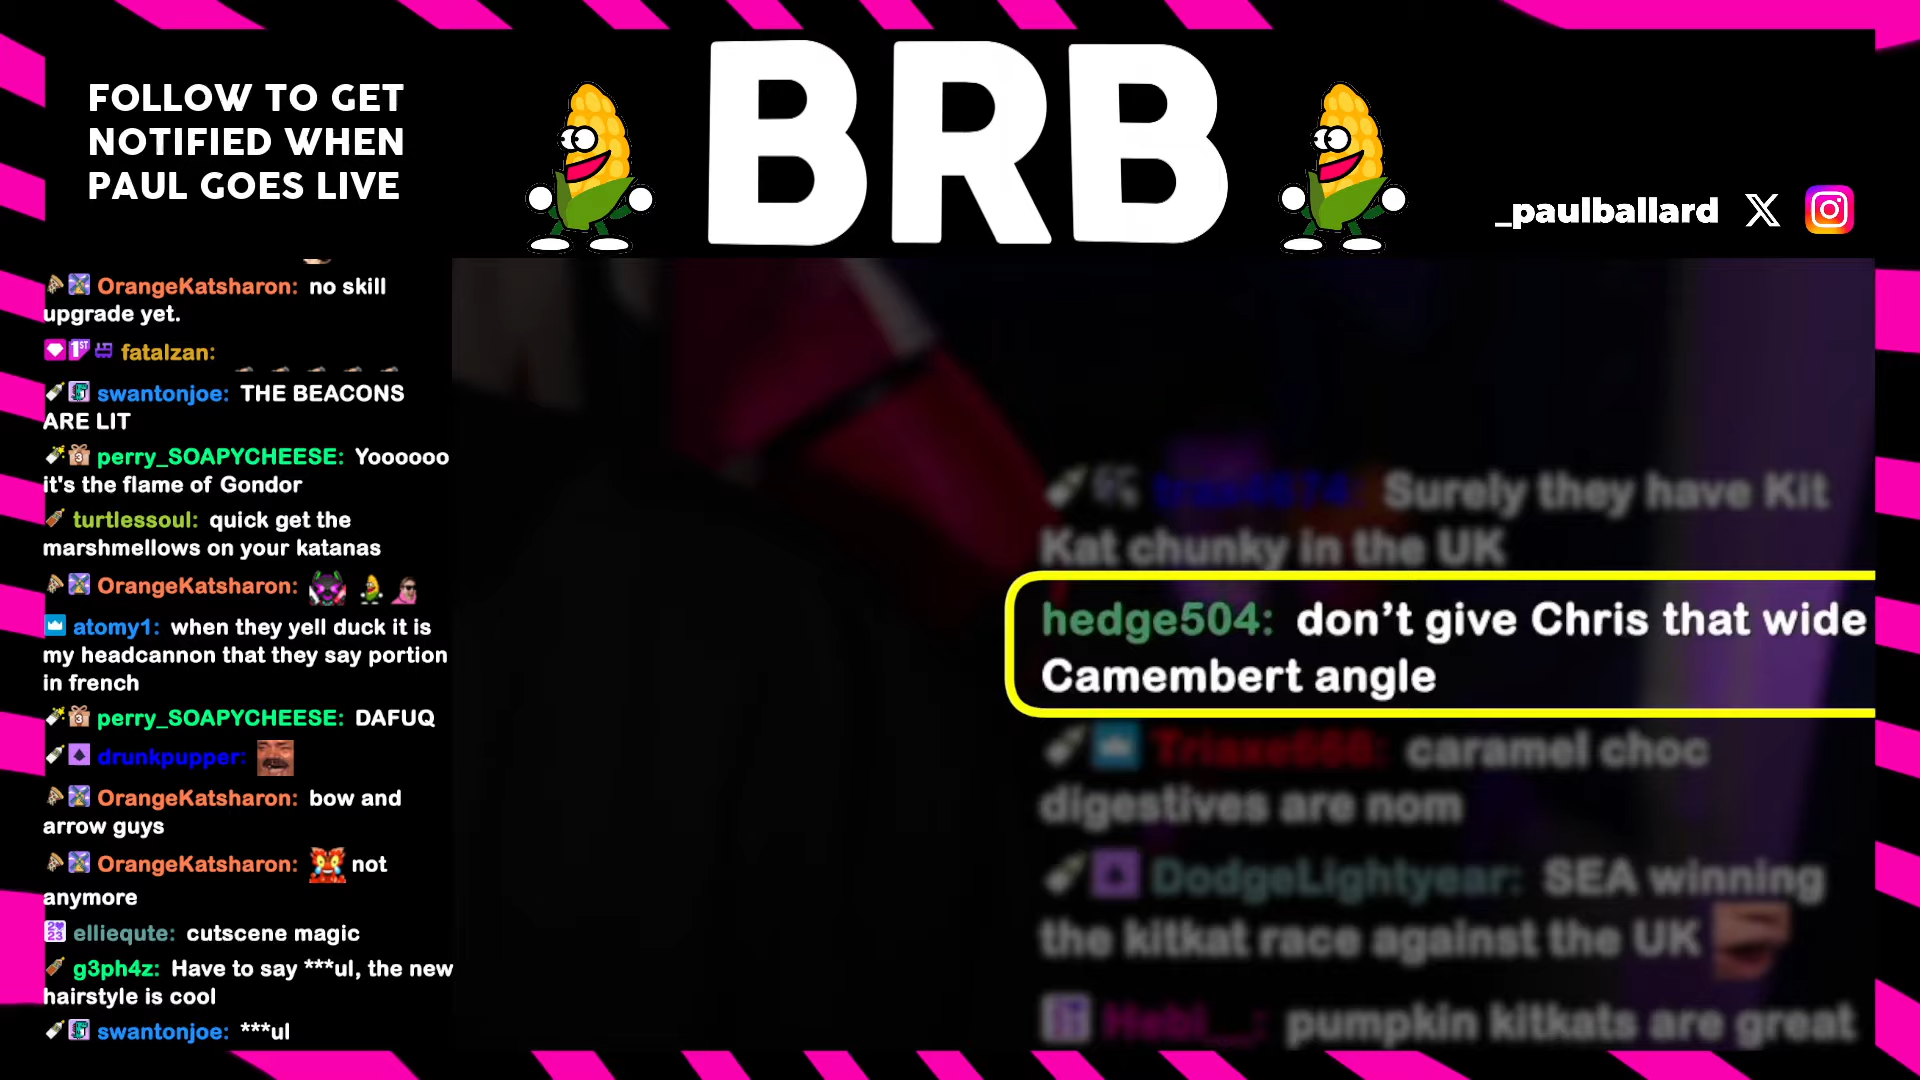 FOLLOW TO GET
NOTIFIED WHEN
PAUL GOES LIVE
BRB
_paulballard
OrangeKatsharon: no skill
upgrade yet.
1ST fatalzan:
swantonjoe: THE BEACONS
ARE LIT
3 perry_SOAPYCHEESE: Yoooooo
it's the flame of Gondor
turtlessoul: quick get the
marshmellows on your katanas
OrangeKatsharon:
atomy1: when they yell duck it is
my headcannon that they say portion
in french
3 perry_SOAPYCHEESE: DAFUQ
drunkpupper:
OrangeKatsharon: bow and
arrow guys
OrangeKatsharon: not
anymore
elliequte: cutscene magic
g3ph4z: Have to say ***ul, the new
hairstyle is cool
swantonjoe: ***ul
Surely they have Kit
Kat chunky in the UK
hedge504: don’t give Chris that wide
Camembert angle
Triaxe666: caramel choc
digestives are nom
DodgeLightyear: SEA winning
the kitkat race against the UK
Hebi__: pumpkin kitkats are great